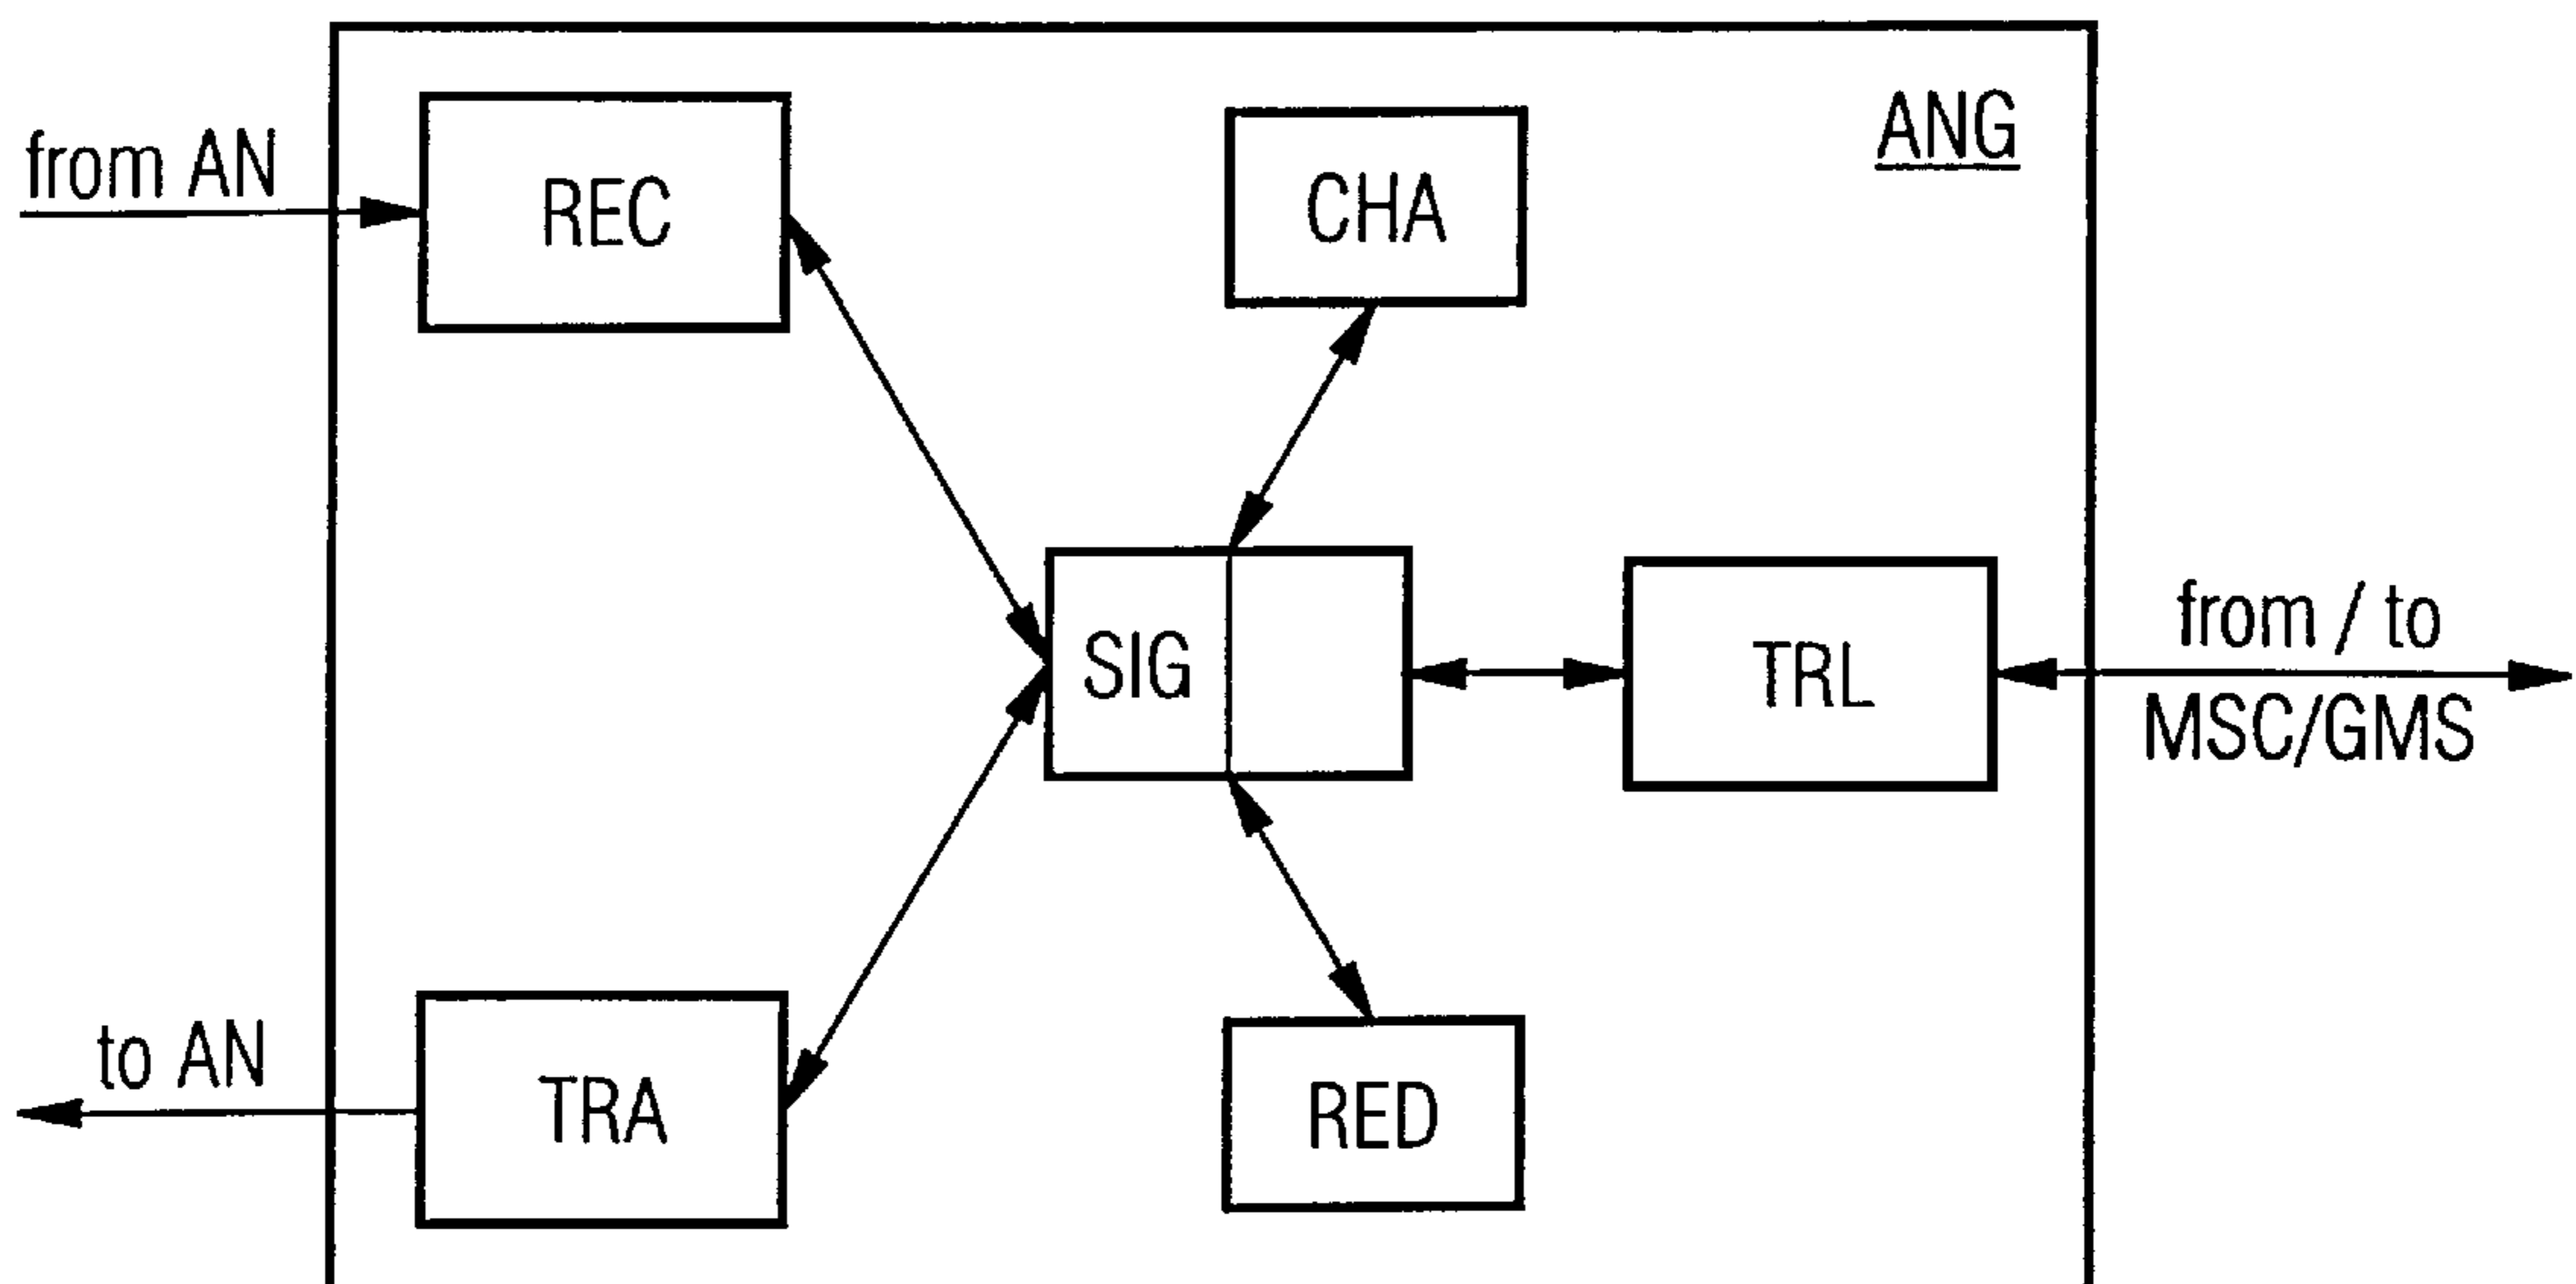 ANG
from AN
REC
CHA
SIG
TRL
from / to
MSC/GMS
to AN
TRA
RED